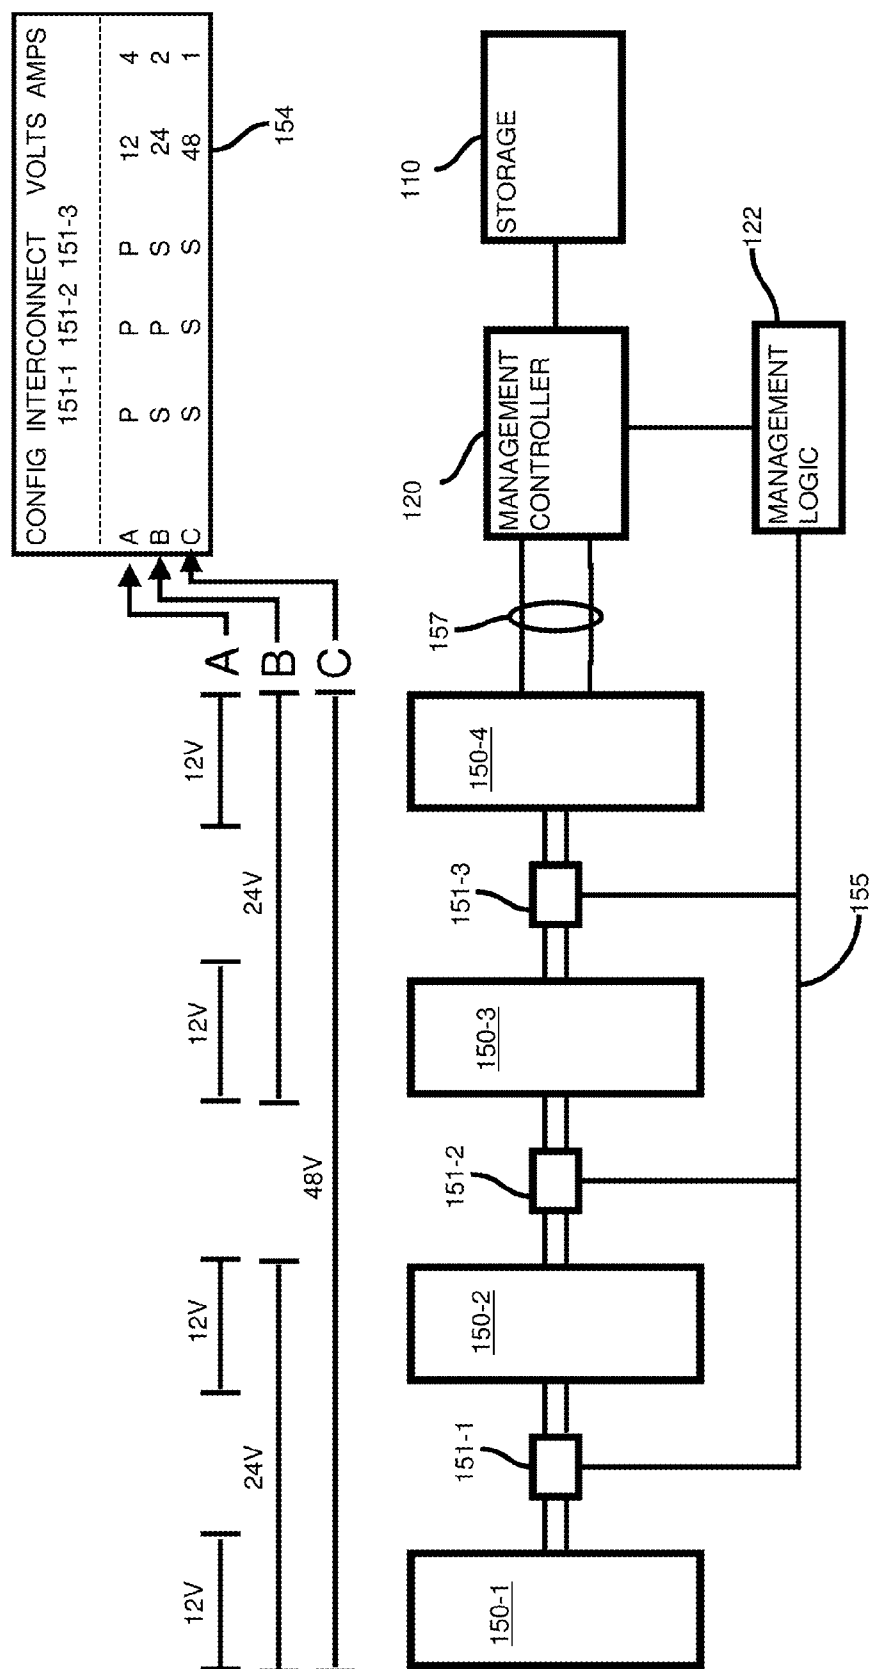 CONFIG INTERCONNECT VOLTS AMPS
151-1 151-2 151-3
A P P P 12 4
B S P S 24 2
C S S S 48 1
154
12V 12V 12V 12V A
24V 24V B
48V C
150-1
151-1
150-2
151-2
150-3
151-3
150-4
157
120
MANAGEMENT
CONTROLLER
110
STORAGE
122
MANAGEMENT
LOGIC
155